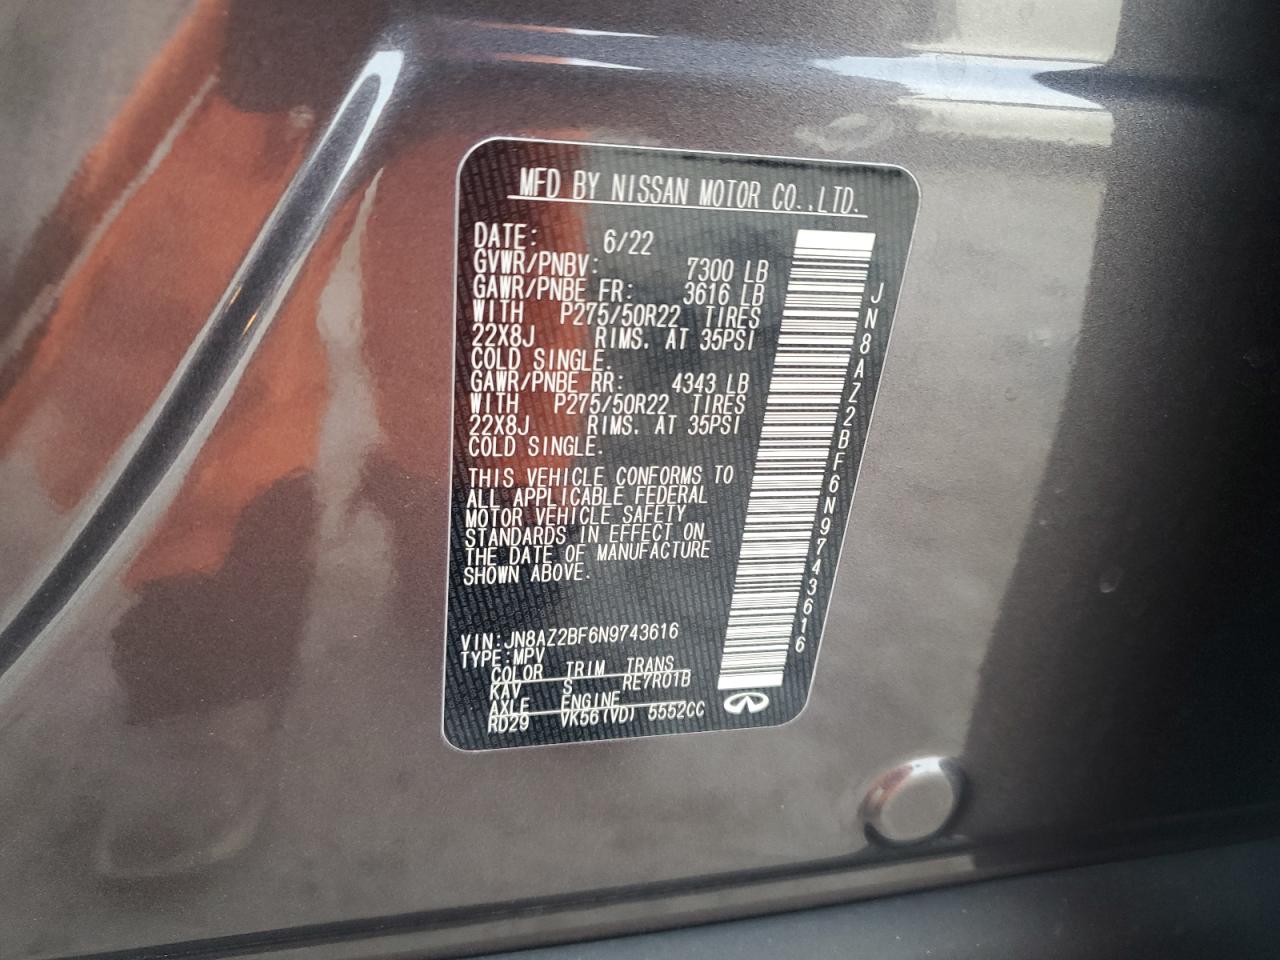 MFD BY NISSAN MOTOR CO.,LTD.
DATE: 6/22
GVWR/PNBV: 7300 LB
GAWR/PNBE FR: 3616 LB
WITH P275/50R22 TIRES
22X8J RIMS. AT 35PSI
COLD SINGLE.
GAWR/PNBE RR: 4343 LB
WITH P275/50R22 TIRES
22X8J RIMS. AT 35PSI
COLD SINGLE.
THIS VEHICLE CONFORMS TO
ALL APPLICABLE FEDERAL
MOTOR VEHICLE SAFETY
STANDARDS IN EFFECT ON
THE DATE OF MANUFACTURE
SHOWN ABOVE.
VIN:JN8AZ2BF6N9743616
TYPE:MPV
COLOR TRIM TRANS
KAV S RE7R01B
AXLE ENGINE
RD29 VK56(VD) 5552CC
JN8AZ2BF6N9743616